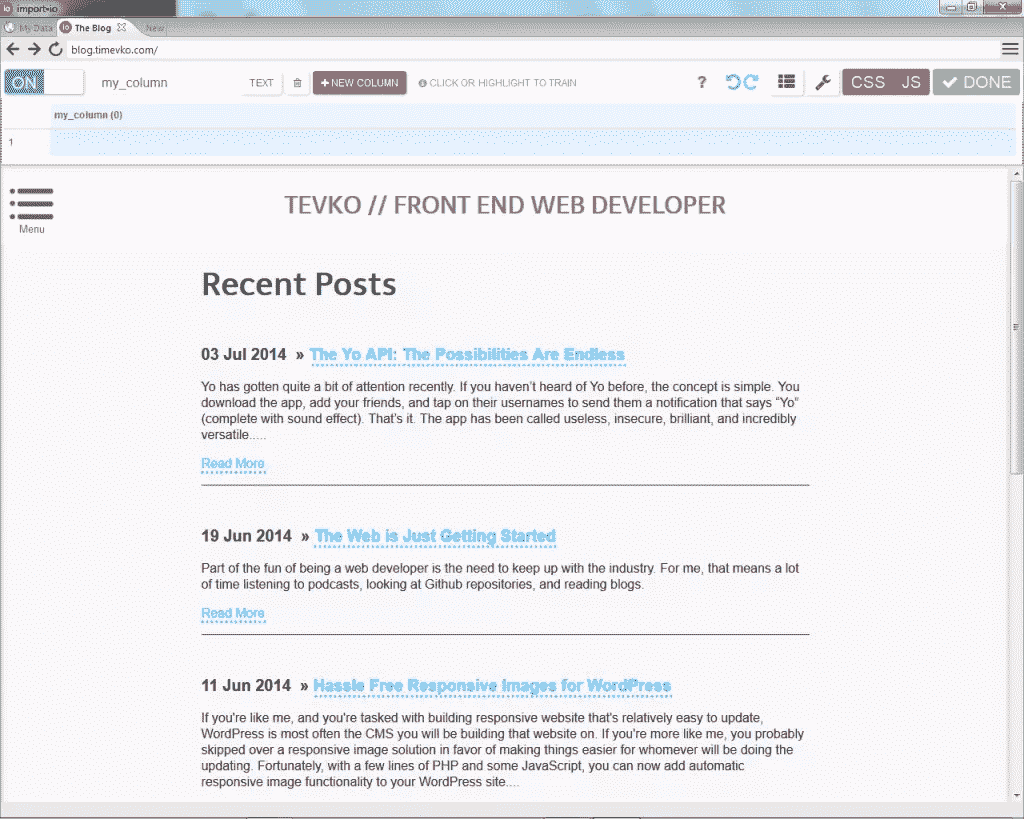 import•io
My Data The Blog New
blog.timevko.com/
ON my_column TEXT + NEW COLUMN CLICK OR HIGHLIGHT TO TRAIN ? CSS JS DONE
my_column (0)
1
Menu
TEVKO // FRONT END WEB DEVELOPER
Recent Posts
03 Jul 2014 » The Yo API: The Possibilities Are Endless
Yo has gotten quite a bit of attention recently. If you haven't heard of Yo before, the concept is simple. You
download the app, add your friends, and tap on their usernames to send them a notification that says “Yo”
(complete with sound effect). That's it. The app has been called useless, insecure, brilliant, and incredibly
versatile.....
Read More
19 Jun 2014 » The Web is Just Getting Started
Part of the fun of being a web developer is the need to keep up with the industry. For me, that means a lot
of time listening to podcasts, looking at Github repositories, and reading blogs.
Read More
11 Jun 2014 » Hassle Free Responsive Images for WordPress
If you're like me, and you're tasked with building responsive website that's relatively easy to update,
WordPress is most often the CMS you will be building that website on. If you're more like me, you probably
skipped over a responsive image solution in favor of making things easier for whomever will be doing the
updating. Fortunately, with a few lines of PHP and some JavaScript, you can now add automatic
responsive image functionality to your WordPress site....